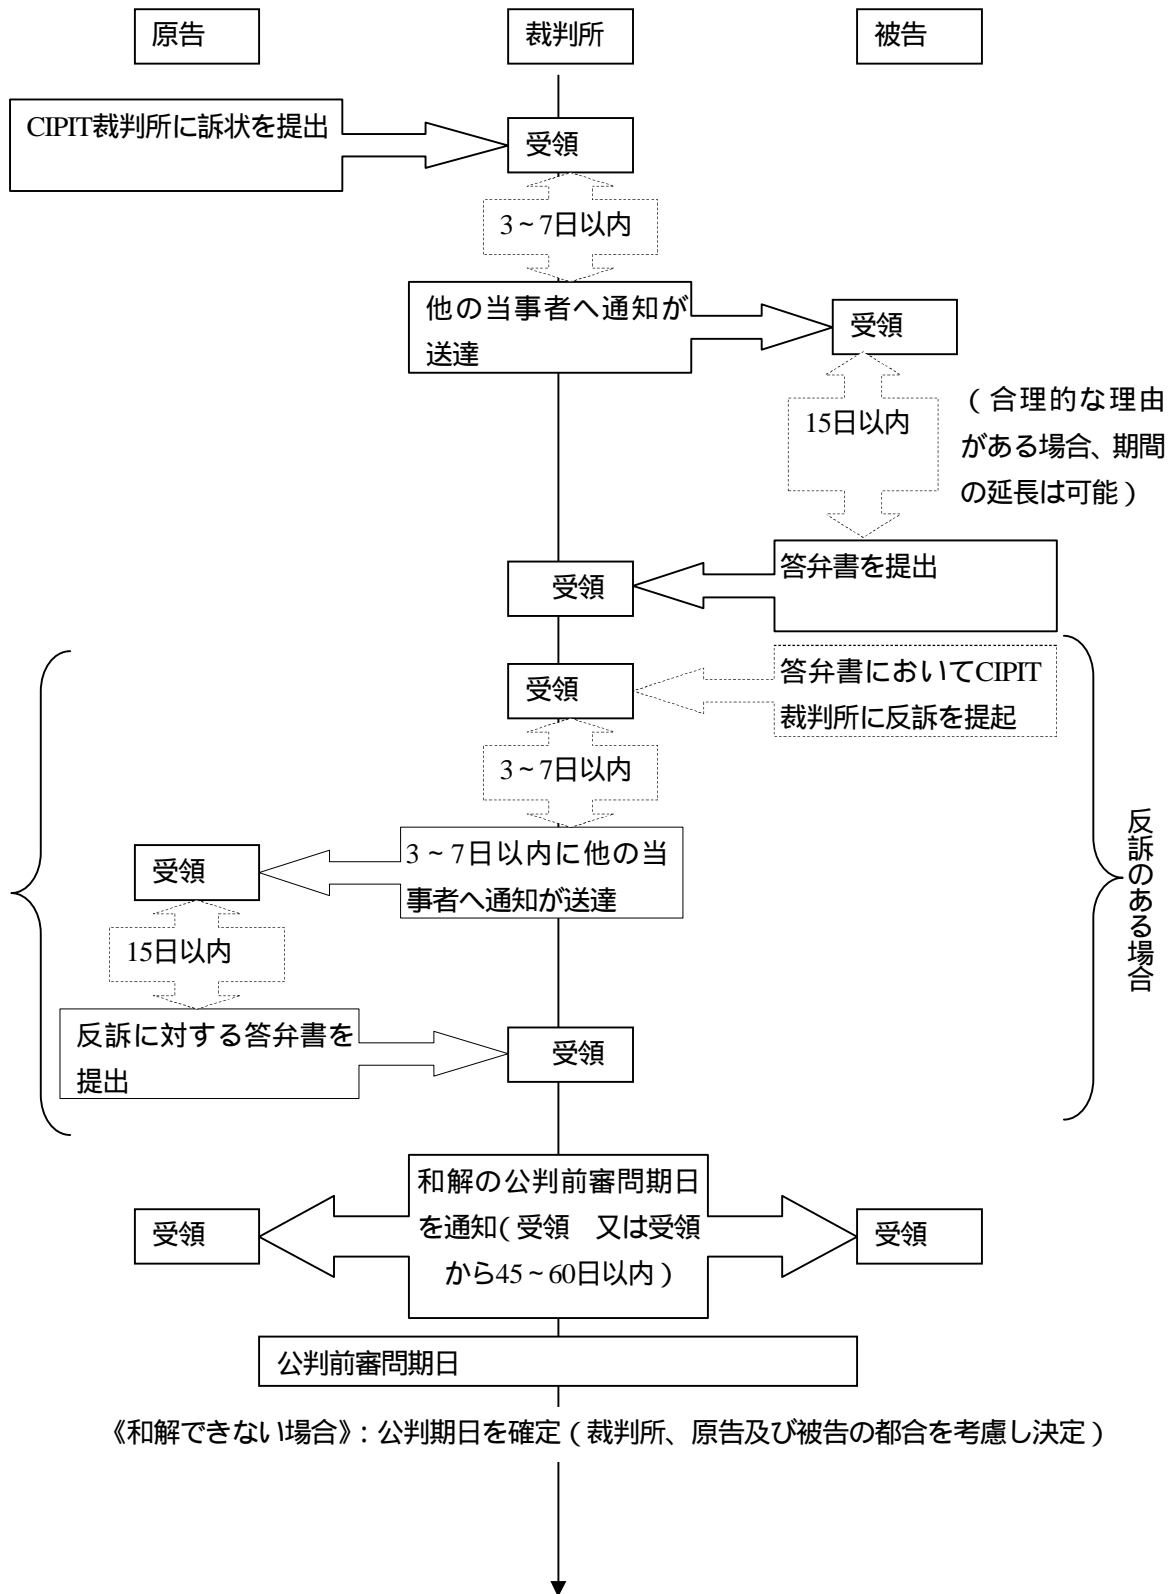 原告
裁判所
被告
CIPIT裁判所に訴状を提出
受領
3~7日以内
他の当事者へ通知が
送達
受領
15日以内
(合理的な理由
がある場合、期間
の延長は可能)
答弁書を提出
受領
答弁書においてCIPIT
裁判所に反訴を提起
受領
3~7日以内
3~7日以内に他の当
事者へ通知が送達
受領
15日以内
反訴に対する答弁書を
提出
受領
反訴のある場合
和解の公判前審問期日
を通知(受領 又は受領
から45~60日以内)
受領
受領
公判前審問期日
《和解できない場合》:公判期日を確定(裁判所、原告及び被告の都合を考慮し決定)